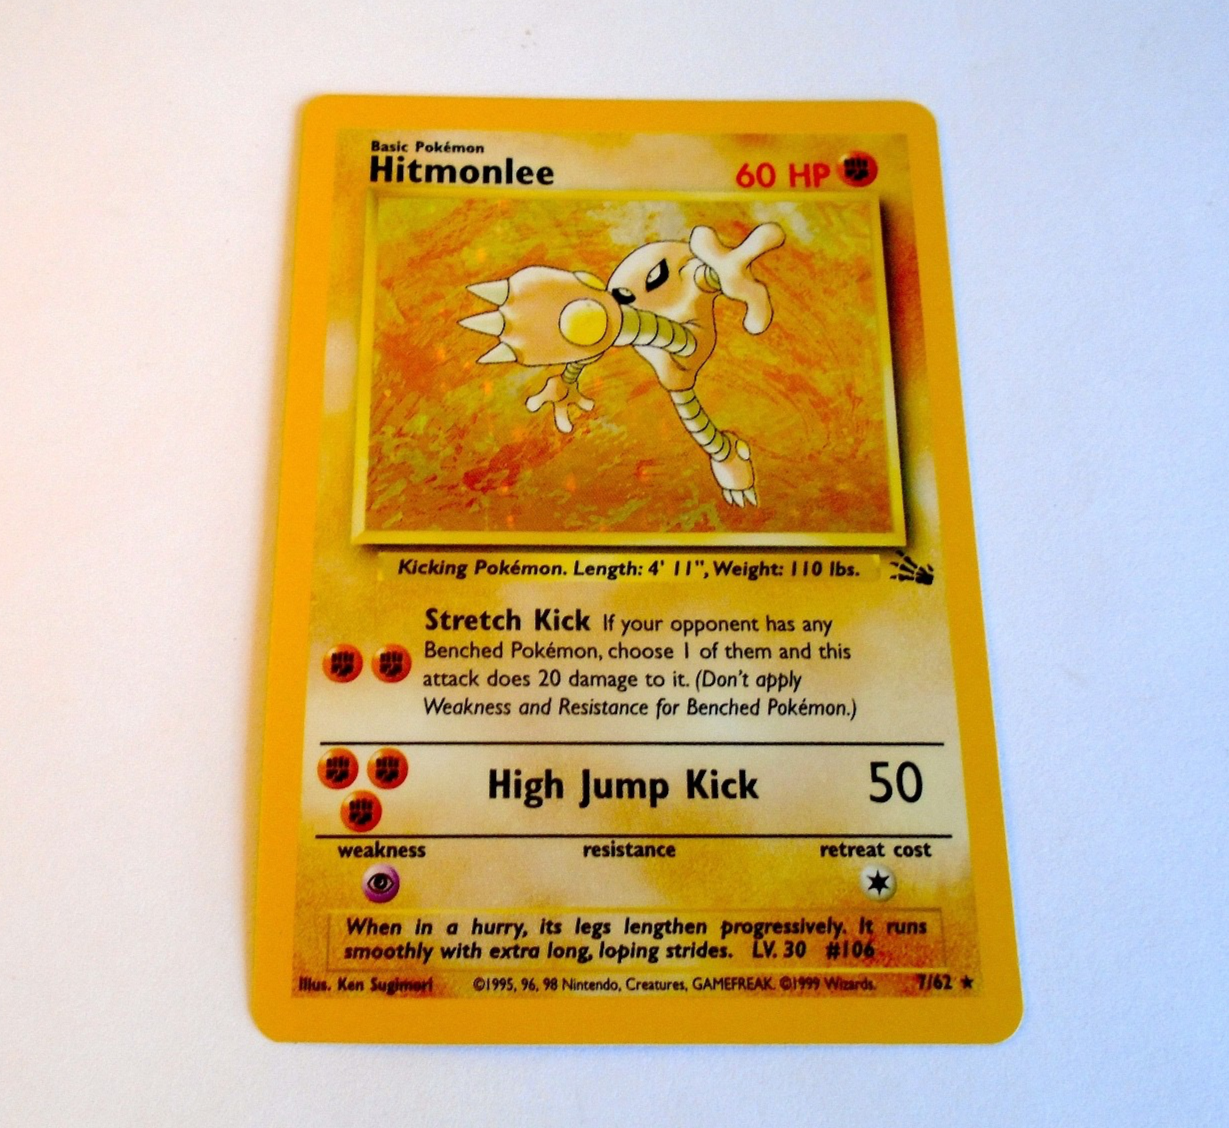 Basic Pokémon
Hitmonlee
60 HP
Kicking Pokémon. Length: 4' 11", Weight: 110 lbs.
Stretch Kick If your opponent has any
Benched Pokémon, choose 1 of them and this
attack does 20 damage to it. (Don't apply
Weakness and Resistance for Benched Pokémon.)
High Jump Kick 50
weakness resistance retreat cost
When in a hurry, its legs lengthen progressively. It runs
smoothly with extra long, loping strides. LV. 30 #106
Illus. Ken Sugimori ©1995, 96, 98 Nintendo, Creatures, GAMEFREAK. ©1999 Wizards. 7/62 ★